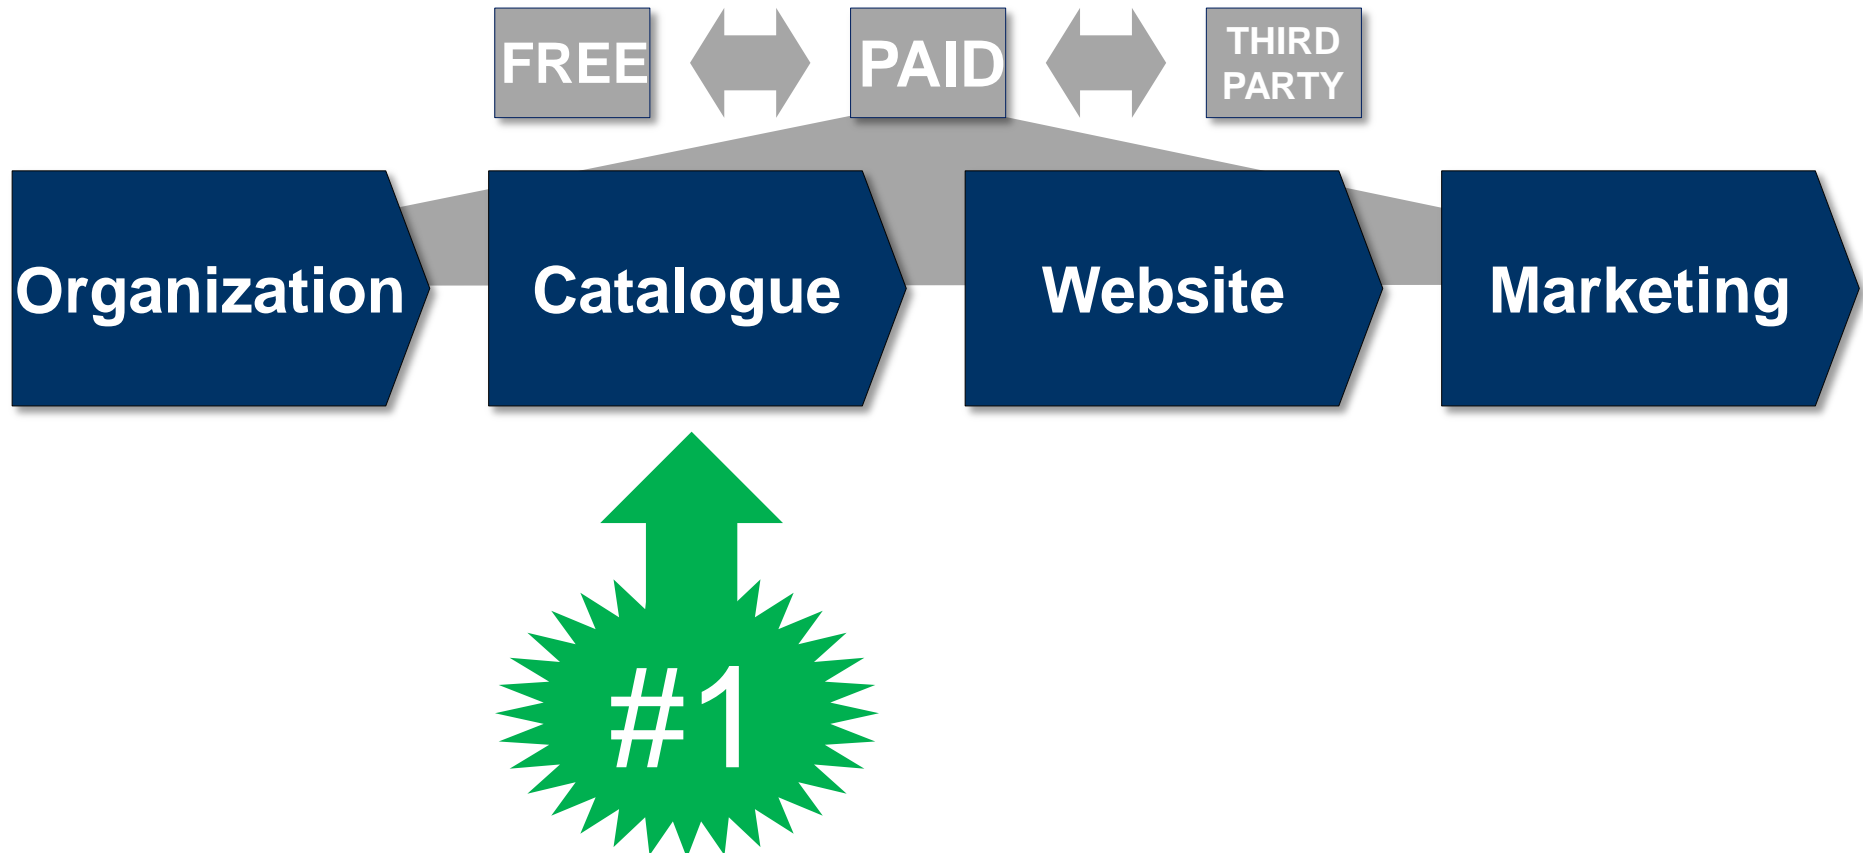 FREE
PAID
THIRD
PARTY
Organization
Catalogue
Website
Marketing
#1